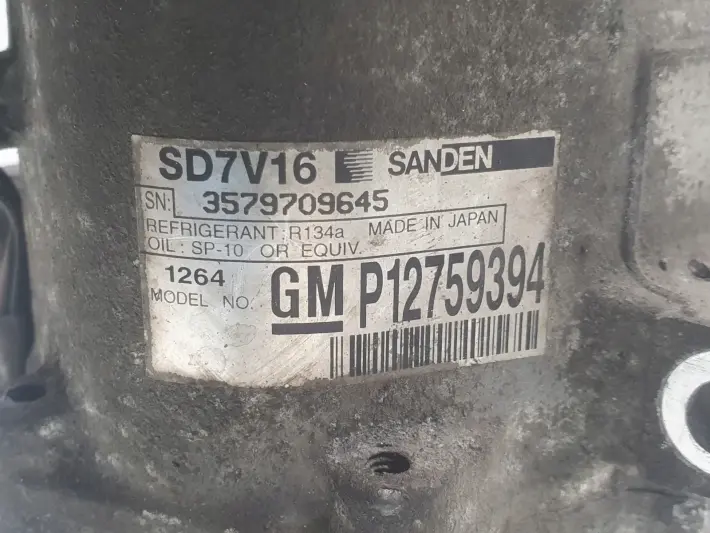 SD7V16 SANDEN
SN: 3579709645
REFRIGERANT : R134a MADE IN JAPAN
OIL : SP-10 OR EQUIV.
1264
MODEL NO.
GM P12759394